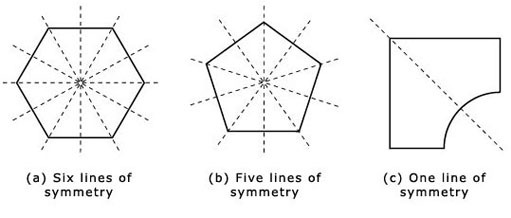 (a) Six lines of
symmetry
(b) Five lines of
symmetry
(c) One line of
symmetry